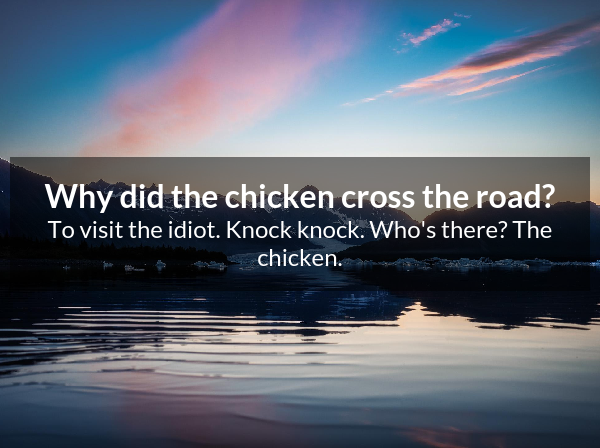 Why did the chicken cross the road?
To visit the idiot. Knock knock. Who's there? The
chicken.